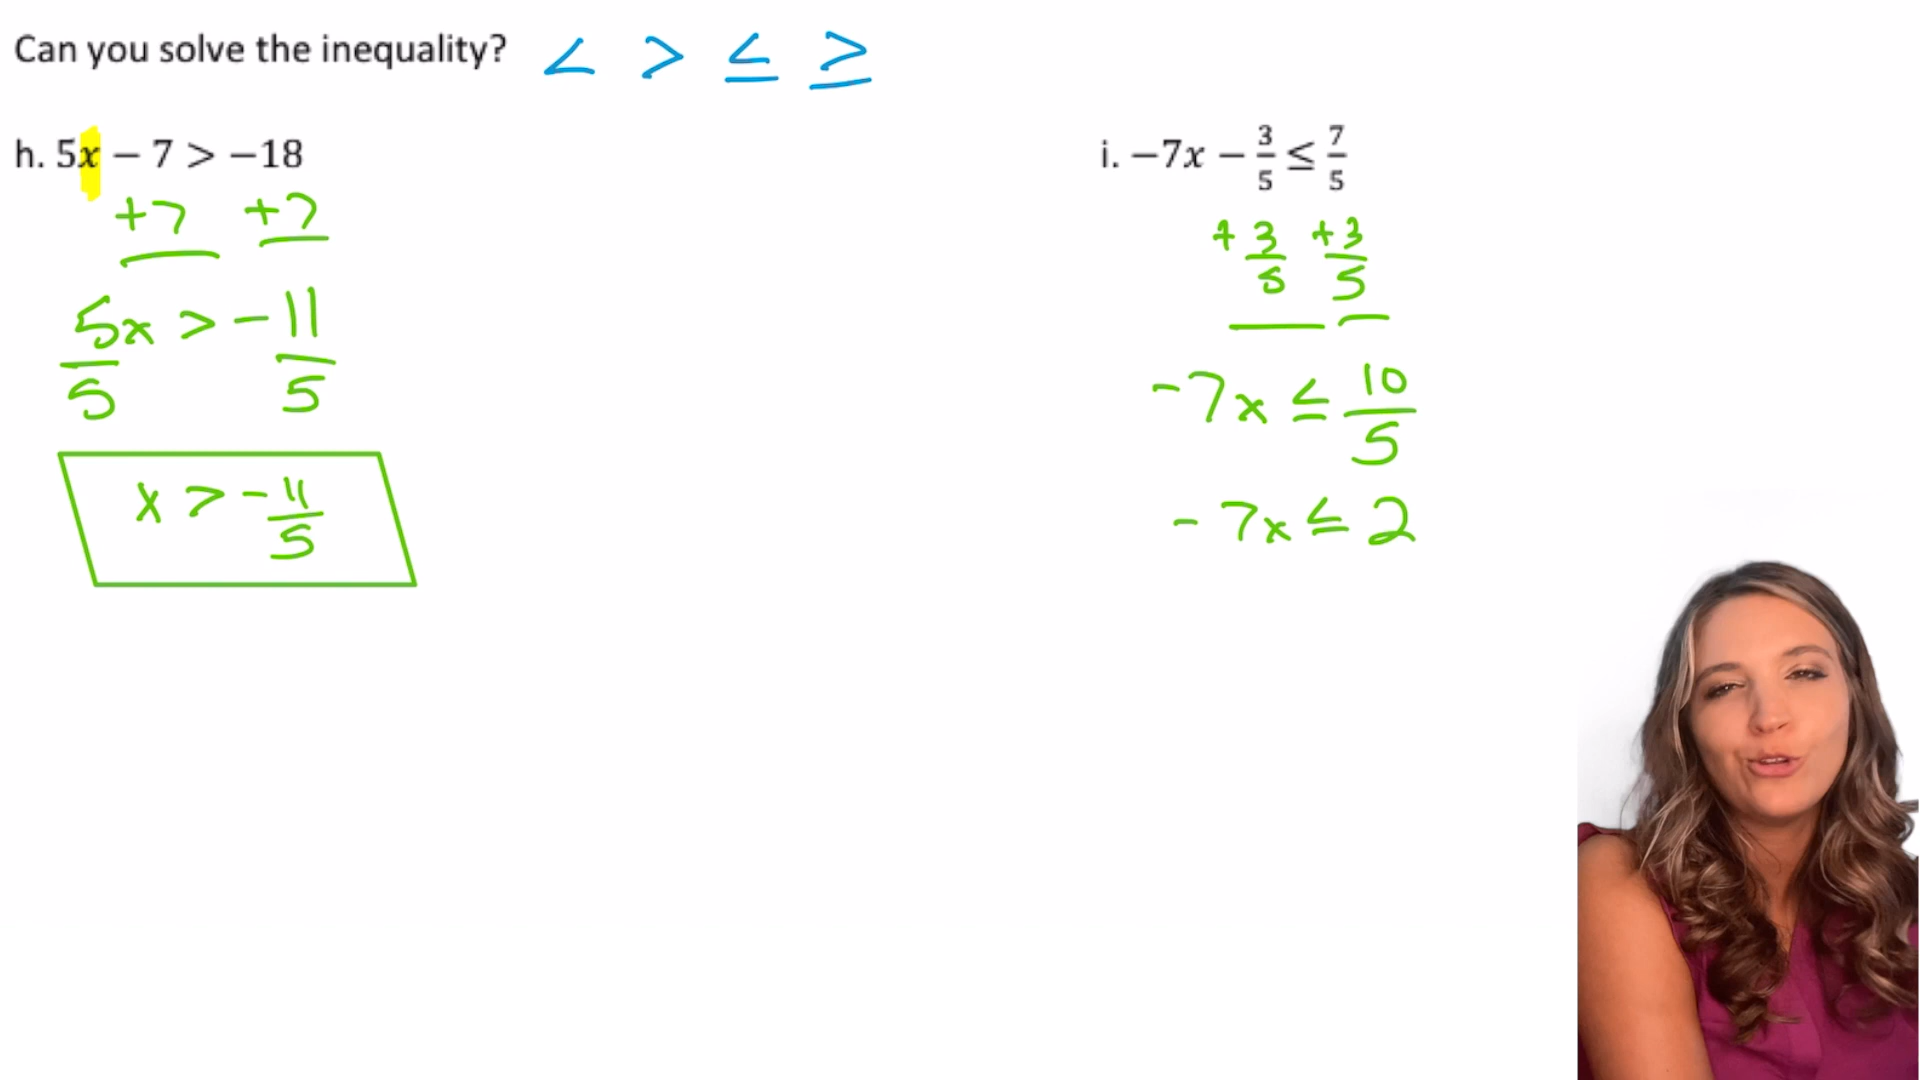 Can you solve the inequality? < > ≤ ≥
h. 5x − 7 > −18
+7 +7
5x > -11
5 5
x > -11/5
i. −7x − 3/5 ≤ 7/5
+3/5 +3/5
-7x ≤ 10/5
-7x ≤ 2